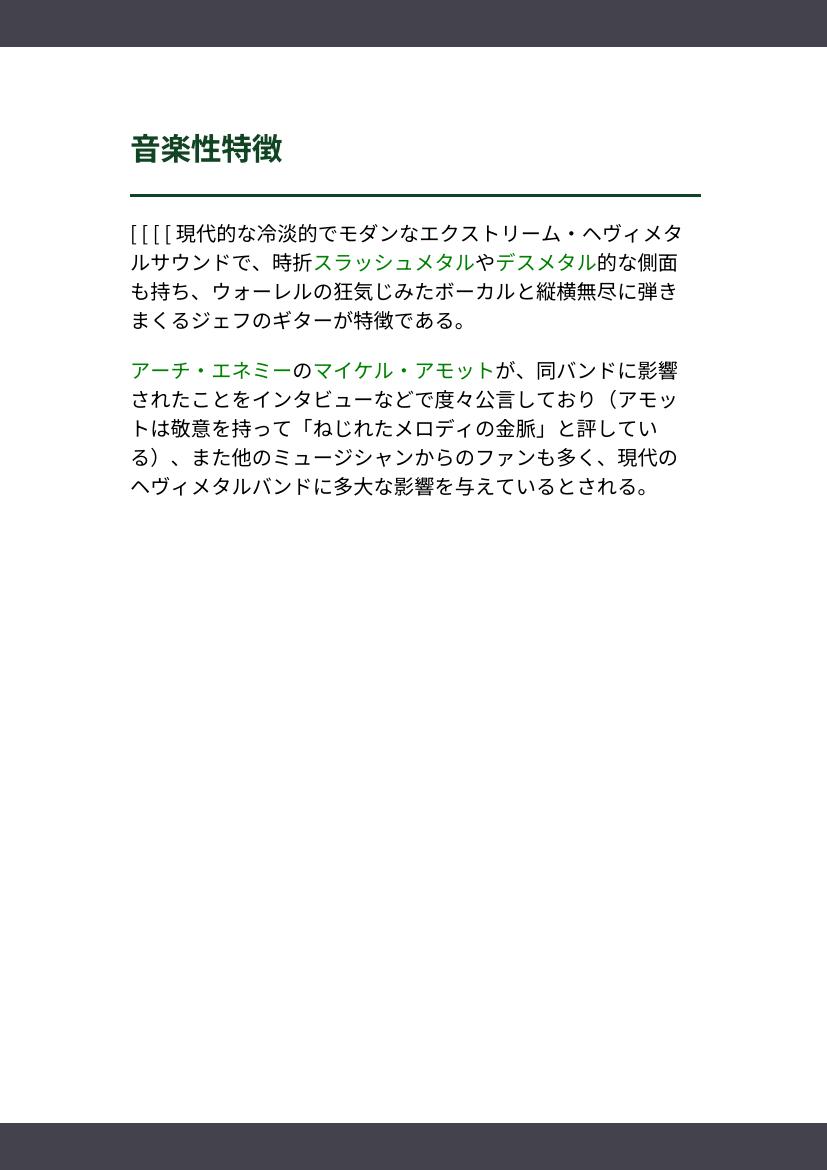 音楽性特徴
[ [ [ [ 現代的な冷淡的でモダンなエクストリーム・ヘヴィメタ
ルサウンドで、時折スラッシュメタルやデスメタル的な側面
も持ち、ウォーレルの狂気じみたボーカルと縦横無尽に弾き
まくるジェフのギターが特徴である。
アーチ・エネミーのマイケル・アモットが、同バンドに影響
されたことをインタビューなどで度々公言しており（アモッ
トは敬意を持って「ねじれたメロディの金脈」と評してい
る）、また他のミュージシャンからのファンも多く、現代の
ヘヴィメタルバンドに多大な影響を与えているとされる。